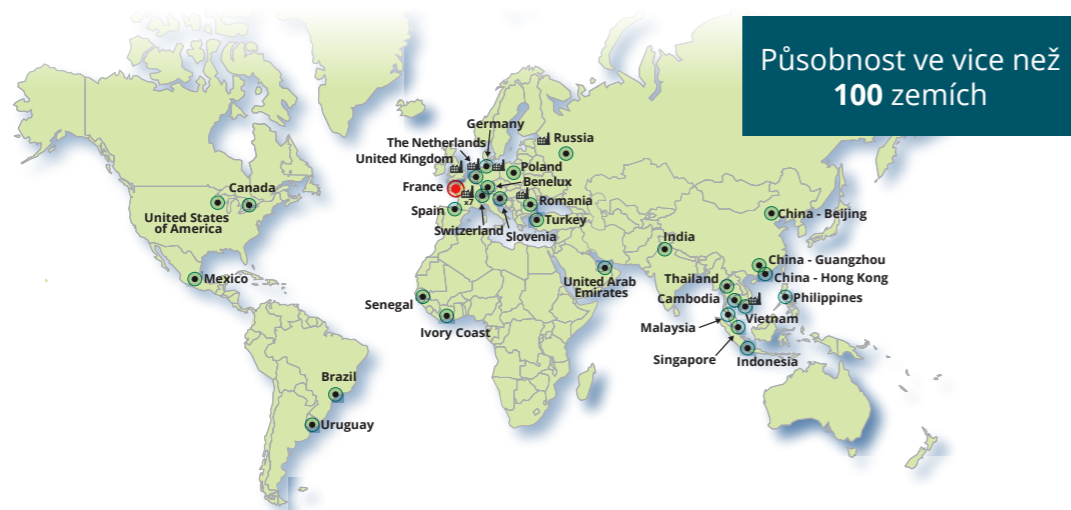 Působnost ve vice než
100 zemích
Germany
Russia
The Netherlands
United Kingdom
Poland
France
x7
Benelux
Canada
Romania
Spain
United States
of America
Turkey
China - Beijing
Switzerland
Slovenia
India
China - Guangzhou
Mexico
United Arab
Emirates
Thailand
China - Hong Kong
Senegal
Cambodia
Philippines
Ivory Coast
Malaysia
Vietnam
Singapore
Indonesia
Brazil
Uruguay